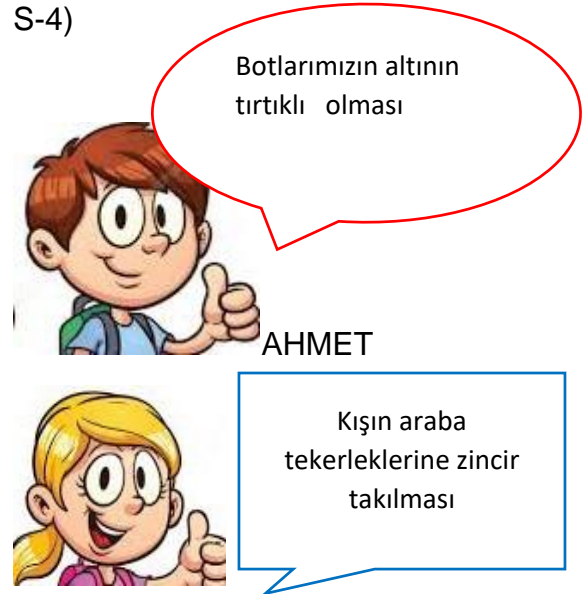 S-4)
Botlarımızın altının
tırtıklı olması
AHMET
Kışın araba
tekerleklerine zincir
takılması